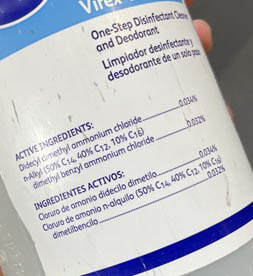 Virex
One-Step Disinfectant Cleaner
and Deodorant
Limpiador desinfectante y
desodorante de un solo paso
ACTIVE INGREDIENTS:
Didecyl dimethyl ammonium chloride 0.034%
n-Alkyl (50% C14, 40% C12, 10% C16)
dimethyl benzyl ammonium chloride 0.032%
INGREDIENTES ACTIVOS:
Cloruro de amonio didecilo dimetilo 0.034%
Cloruro de amonio n-alquilo (50% C14, 40% C12, 10% C16)
dimetilbencilo 0.032%